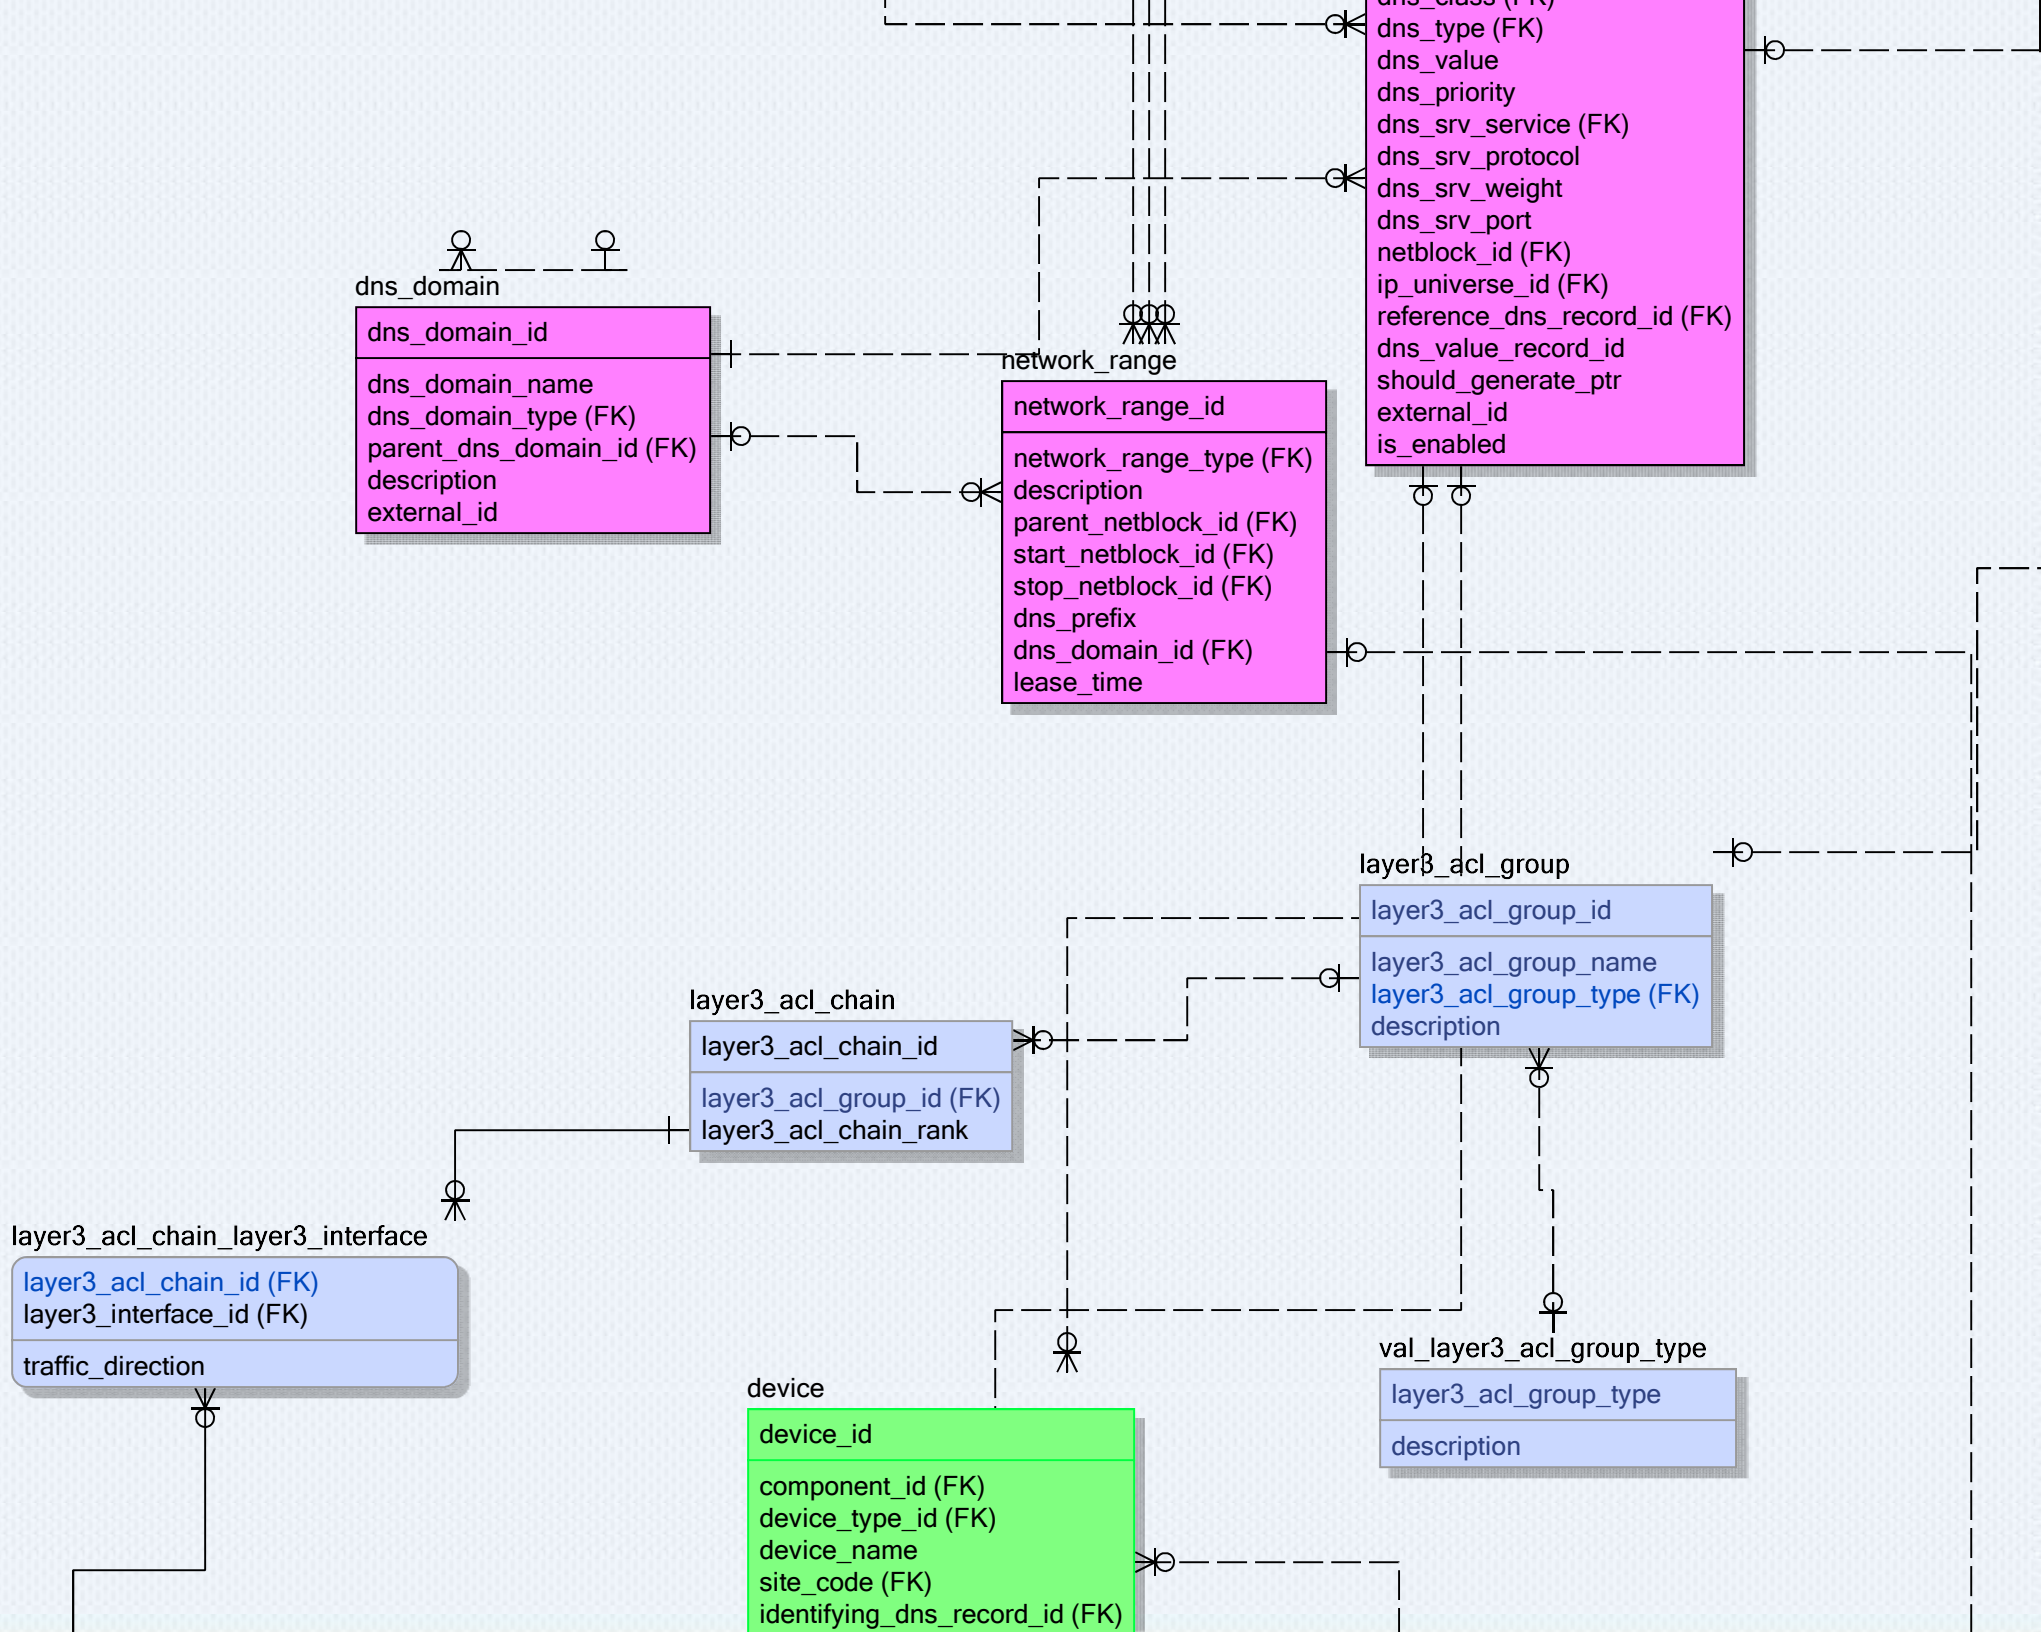 dns_class (FK)
dns_type (FK)
dns_value
dns_priority
dns_srv_service (FK)
dns_srv_protocol
dns_srv_weight
dns_srv_port
netblock_id (FK)
ip_universe_id (FK)
reference_dns_record_id (FK)
dns_value_record_id
should_generate_ptr
external_id
is_enabled
dns_domain
dns_domain_id
dns_domain_name
dns_domain_type (FK)
parent_dns_domain_id (FK)
description
external_id
network_range
network_range_id
network_range_type (FK)
description
parent_netblock_id (FK)
start_netblock_id (FK)
stop_netblock_id (FK)
dns_prefix
dns_domain_id (FK)
lease_time
layer3_acl_group
layer3_acl_group_id
layer3_acl_group_name
layer3_acl_group_type (FK)
description
layer3_acl_chain
layer3_acl_chain_id
layer3_acl_group_id (FK)
layer3_acl_chain_rank
layer3_acl_chain_layer3_interface
layer3_acl_chain_id (FK)
layer3_interface_id (FK)
traffic_direction
val_layer3_acl_group_type
layer3_acl_group_type
description
device
device_id
component_id (FK)
device_type_id (FK)
device_name
site_code (FK)
identifying_dns_record_id (FK)